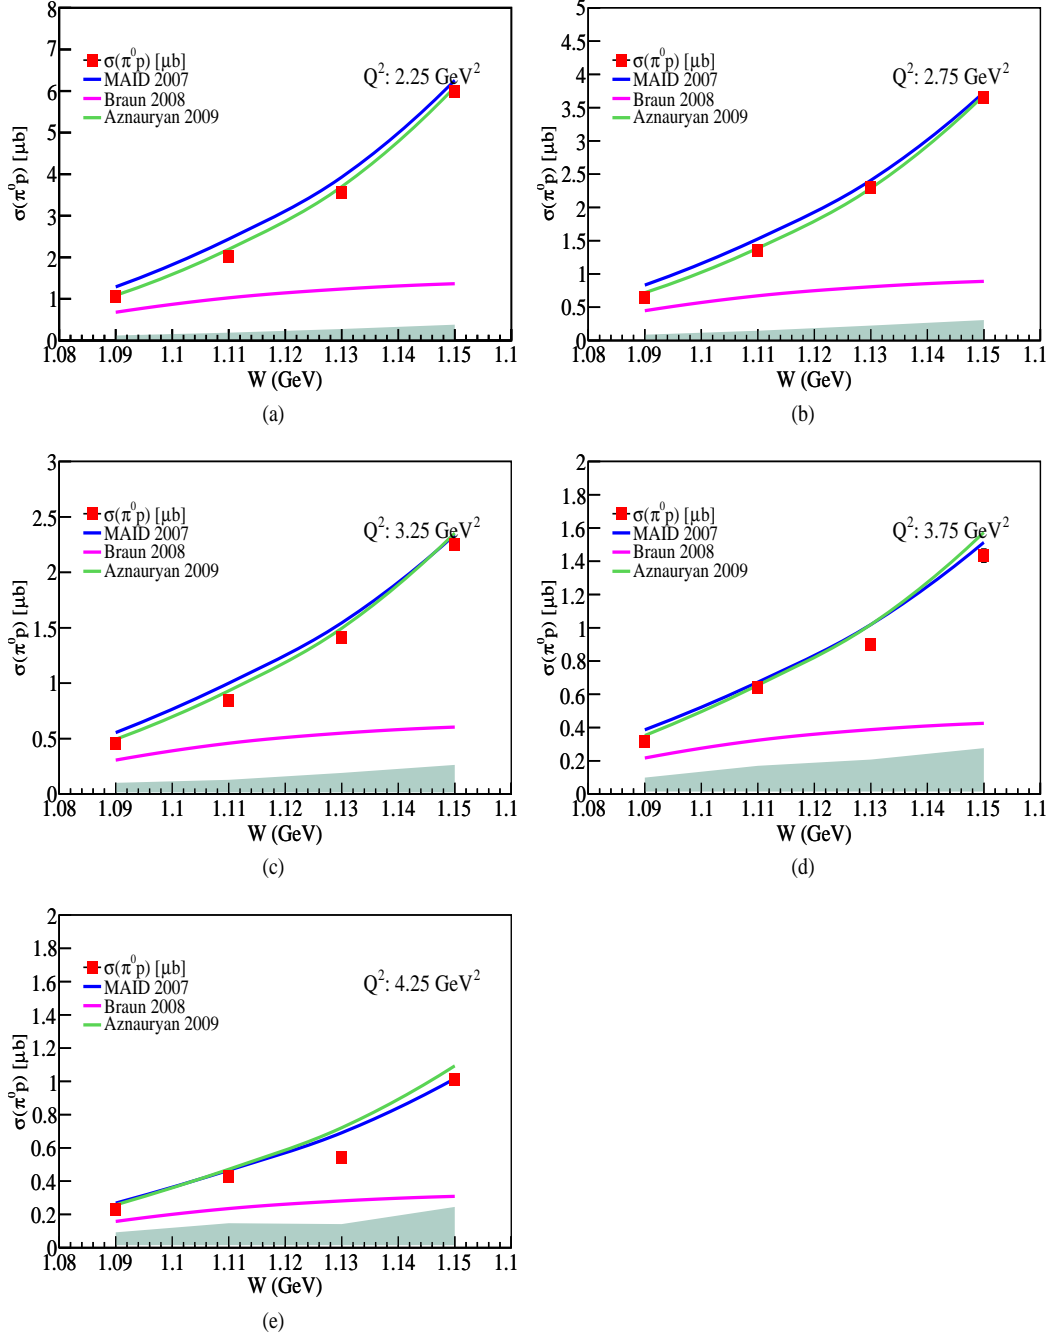 8
7
6
5
4
3
2
1
0
σ(π⁰p) [μb]
σ(π⁰p) [μb]
MAID 2007
Braun 2008
Aznauryan 2009
Q²: 2.25 GeV²
1.08 1.09 1.1 1.11 1.12 1.13 1.14 1.15 1.1
W (GeV)
(a)
5
4.5
4
3.5
3
2.5
2
1.5
1
0.5
0
σ(π⁰p) [μb]
σ(π⁰p) [μb]
MAID 2007
Braun 2008
Aznauryan 2009
Q²: 2.75 GeV²
1.08 1.09 1.1 1.11 1.12 1.13 1.14 1.15 1.1
W (GeV)
(b)
3
2.5
2
1.5
1
0.5
0
σ(π⁰p) [μb]
σ(π⁰p) [μb]
MAID 2007
Braun 2008
Aznauryan 2009
Q²: 3.25 GeV²
1.08 1.09 1.1 1.11 1.12 1.13 1.14 1.15 1.1
W (GeV)
(c)
2
1.8
1.6
1.4
1.2
1
0.8
0.6
0.4
0.2
0
σ(π⁰p) [μb]
σ(π⁰p) [μb]
MAID 2007
Braun 2008
Aznauryan 2009
Q²: 3.75 GeV²
1.08 1.09 1.1 1.11 1.12 1.13 1.14 1.15 1.1
W (GeV)
(d)
2
1.8
1.6
1.4
1.2
1
0.8
0.6
0.4
0.2
0
σ(π⁰p) [μb]
σ(π⁰p) [μb]
MAID 2007
Braun 2008
Aznauryan 2009
Q²: 4.25 GeV²
1.08 1.09 1.1 1.11 1.12 1.13 1.14 1.15 1.1
W (GeV)
(e)